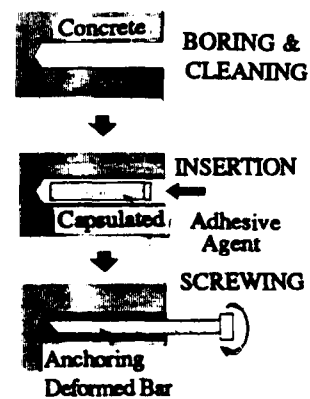 Concrete
BORING &
CLEANING
INSERTION
Capsulated
Adhesive
Agent
SCREWING
Anchoring
Deformed Bar